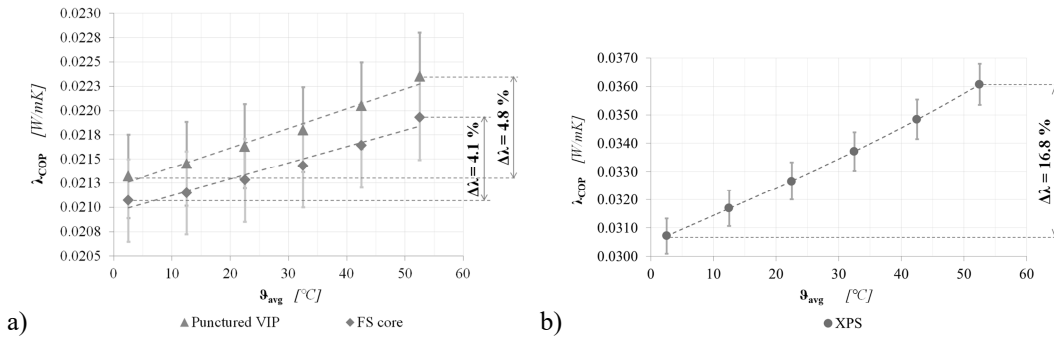 0.0230
0.0228
0.0225
0.0223
0.0220
0.0218
0.0215
0.0213
0.0210
0.0208
0.0205
λCOP [W/mK]
0 10 20 30 40 50 60
ϑavg [°C]
Δλ = 4.1 %
Δλ = 4.8 %
Punctured VIP FS core
a)
0.0370
0.0360
0.0350
0.0340
0.0330
0.0320
0.0310
0.0300
λCOP [W/mK]
0 10 20 30 40 50 60
ϑavg [°C]
Δλ = 16.8 %
XPS
b)